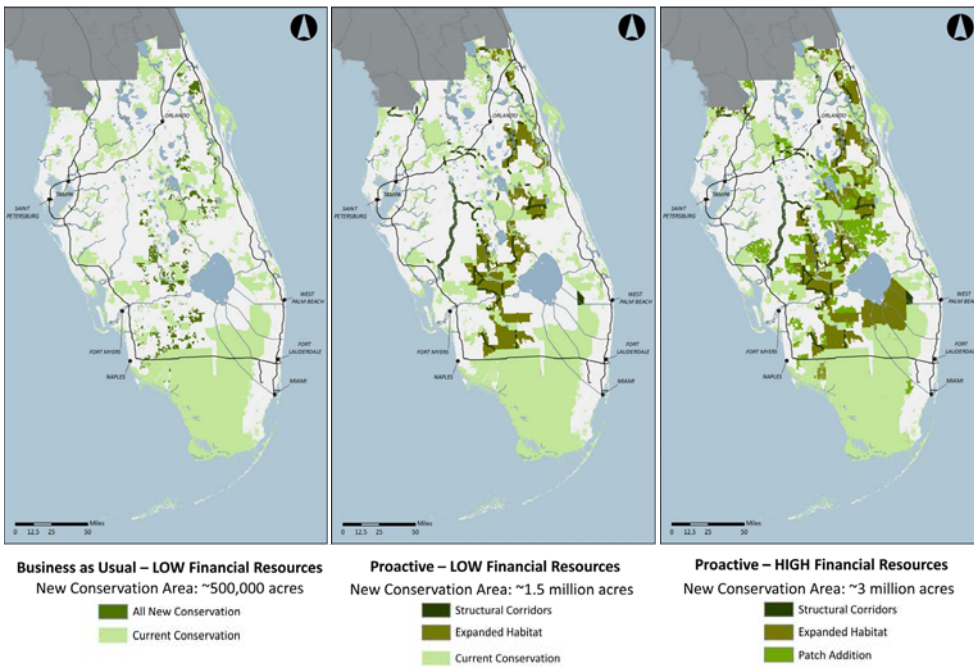 ORLANDO
TAMPA
SAINT
PETERSBURG
WEST
PALM BEACH
FORT MYERS
FORT
LAUDERDALE
NAPLES
MIAMI
Miles
0 12.5 25 50
Business as Usual – LOW Financial Resources
New Conservation Area: ~500,000 acres
All New Conservation
Current Conservation
ORLANDO
TAMPA
SAINT
PETERSBURG
WEST
PALM BEACH
FORT MYERS
FORT
LAUDERDALE
NAPLES
MIAMI
Miles
0 12.5 25 50
Proactive – LOW Financial Resources
New Conservation Area: ~1.5 million acres
Structural Corridors
Expanded Habitat
Current Conservation
ORLANDO
TAMPA
SAINT
PETERSBURG
WEST
PALM BEACH
FORT MYERS
FORT
LAUDERDALE
NAPLES
MIAMI
Miles
0 12.5 25 50
Proactive – HIGH Financial Resources
New Conservation Area: ~3 million acres
Structural Corridors
Expanded Habitat
Patch Addition